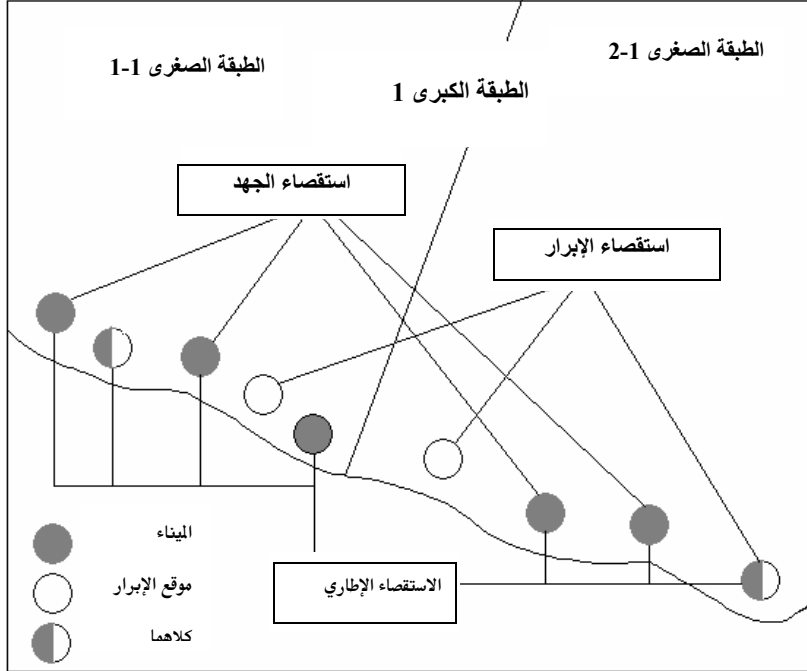 الطبقة الصغرى 1-1
الطبقة الكبرى 1
الطبقة الصغرى 1-2
استقصاء الجهد
استقصاء الإبرار
الميناء
موقع الإبرار
كلاهما
الاستقصاء الإطاري